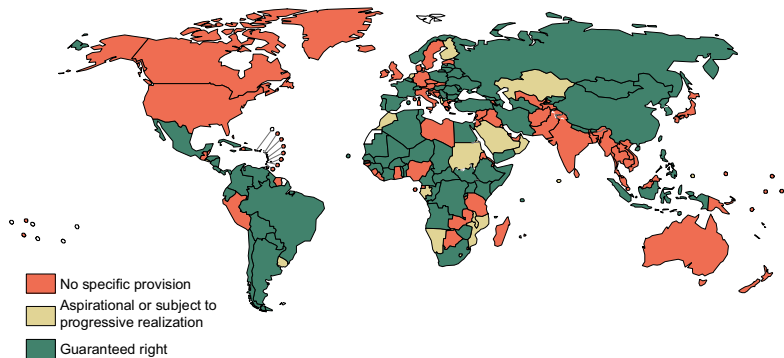 No specific provision
Aspirational or subject to
progressive realization
Guaranteed right